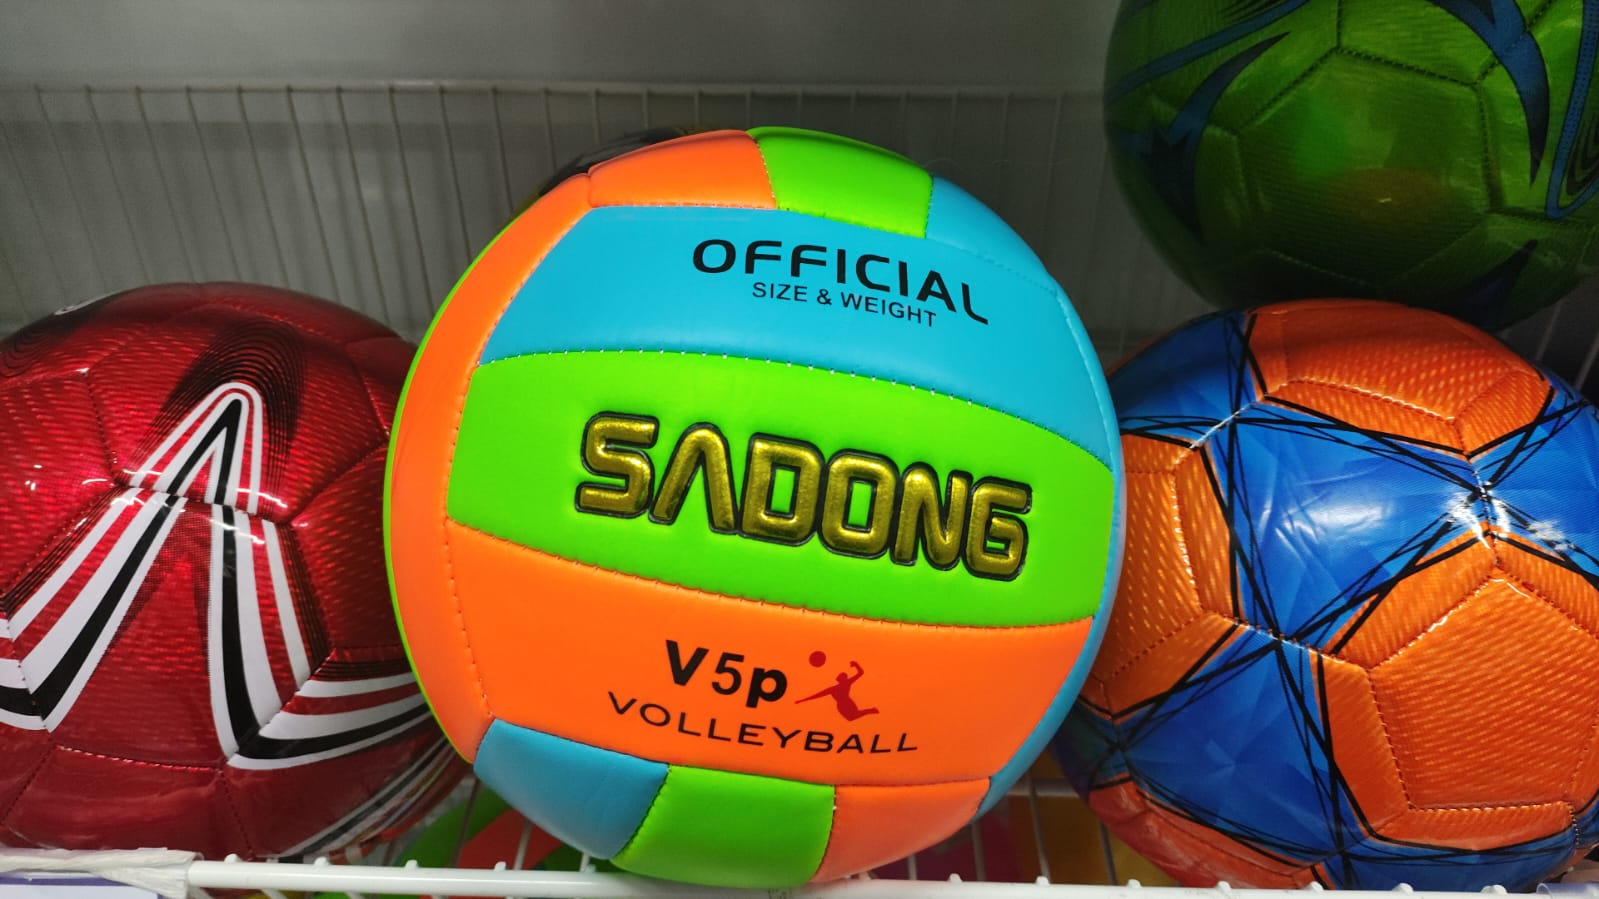 OFFICIAL
SIZE & WEIGHT
SADONG
V5p
VOLLEYBALL